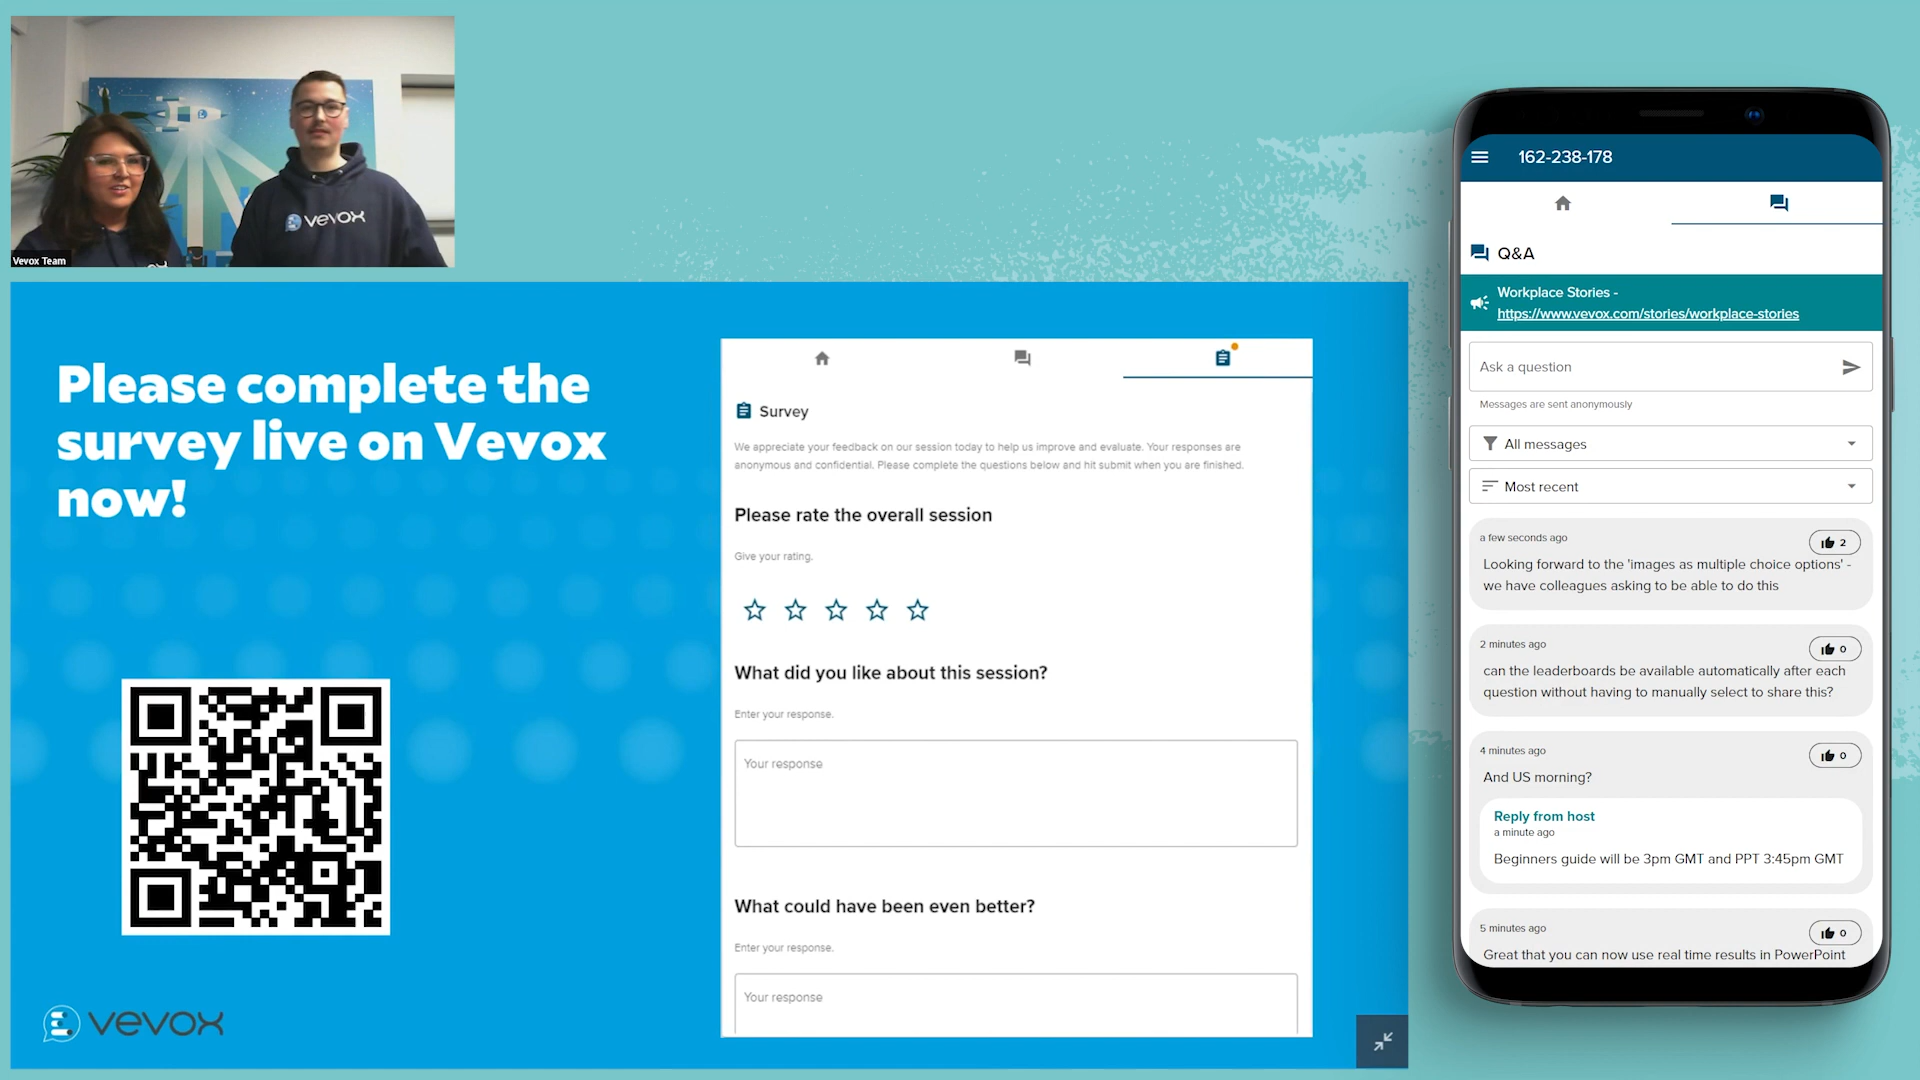 vevox
Vevox Team
Please complete the
survey live on Vevox
now!
vevox
Survey
We appreciate your feedback on our session today to help us improve and evaluate. Your responses are
anonymous and confidential. Please complete the questions below and hit submit when you are finished.
Please rate the overall session
Give your rating.
What did you like about this session?
Enter your response.
Your response
What could have been even better?
Enter your response.
Your response
162-238-178
Q&A
Workplace Stories -
https://www.vevox.com/stories/workplace-stories
Ask a question
Messages are sent anonymously
All messages
Most recent
a few seconds ago
2
Looking forward to the 'images as multiple choice options' -
we have colleagues asking to be able to do this
2 minutes ago
0
can the leaderboards be available automatically after each
question without having to manually select to share this?
4 minutes ago
0
And US morning?
Reply from host
a minute ago
Beginners guide will be 3pm GMT and PPT 3:45pm GMT
5 minutes ago
0
Great that you can now use real time results in PowerPoint